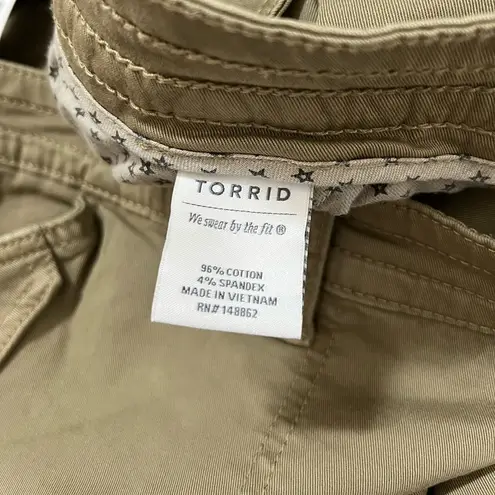 TORRID
We swear by the fit ®
96% COTTON
4% SPANDEX
MADE IN VIETNAM
RN# 148862